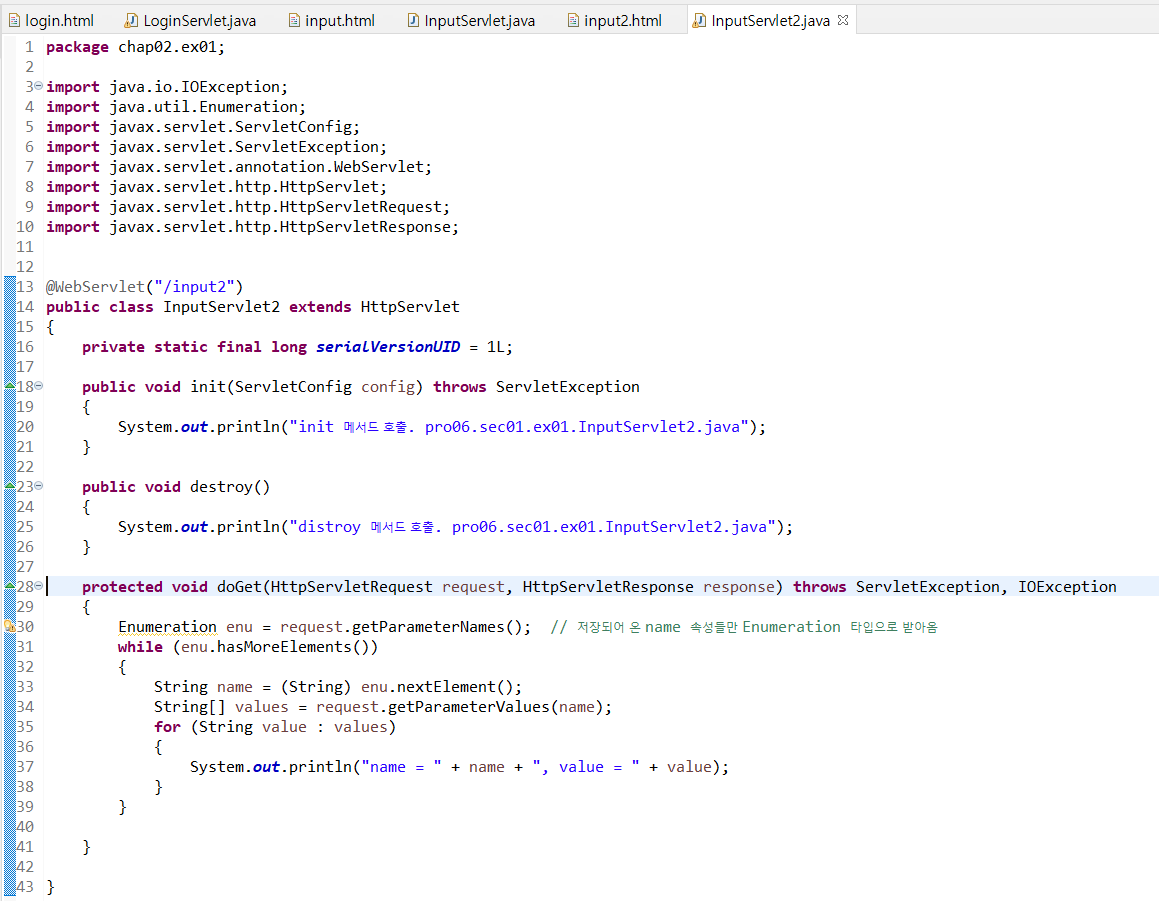 login.html LoginServlet.java input.html InputServlet.java input2.html InputServlet2.java
1 package chap02.ex01;
2
3 import java.io.IOException;
4 import java.util.Enumeration;
5 import javax.servlet.ServletConfig;
6 import javax.servlet.ServletException;
7 import javax.servlet.annotation.WebServlet;
8 import javax.servlet.http.HttpServlet;
9 import javax.servlet.http.HttpServletRequest;
10 import javax.servlet.http.HttpServletResponse;
11
12
13 @WebServlet("/input2")
14 public class InputServlet2 extends HttpServlet
15 {
16     private static final long serialVersionUID = 1L;
17
18     public void init(ServletConfig config) throws ServletException
19     {
20         System.out.println("init 메서드 호출. pro06.sec01.ex01.InputServlet2.java");
21     }
22
23     public void destroy()
24     {
25         System.out.println("distroy 메서드 호출. pro06.sec01.ex01.InputServlet2.java");
26     }
27
28     protected void doGet(HttpServletRequest request, HttpServletResponse response) throws ServletException, IOException
29     {
30         Enumeration enu = request.getParameterNames();  // 저장되어 온 name 속성들만 Enumeration 타입으로 받아옴
31         while (enu.hasMoreElements())
32         {
33             String name = (String) enu.nextElement();
34             String[] values = request.getParameterValues(name);
35             for (String value : values)
36             {
37                 System.out.println("name = " + name + ", value = " + value);
38             }
39         }
40
41     }
42
43 }